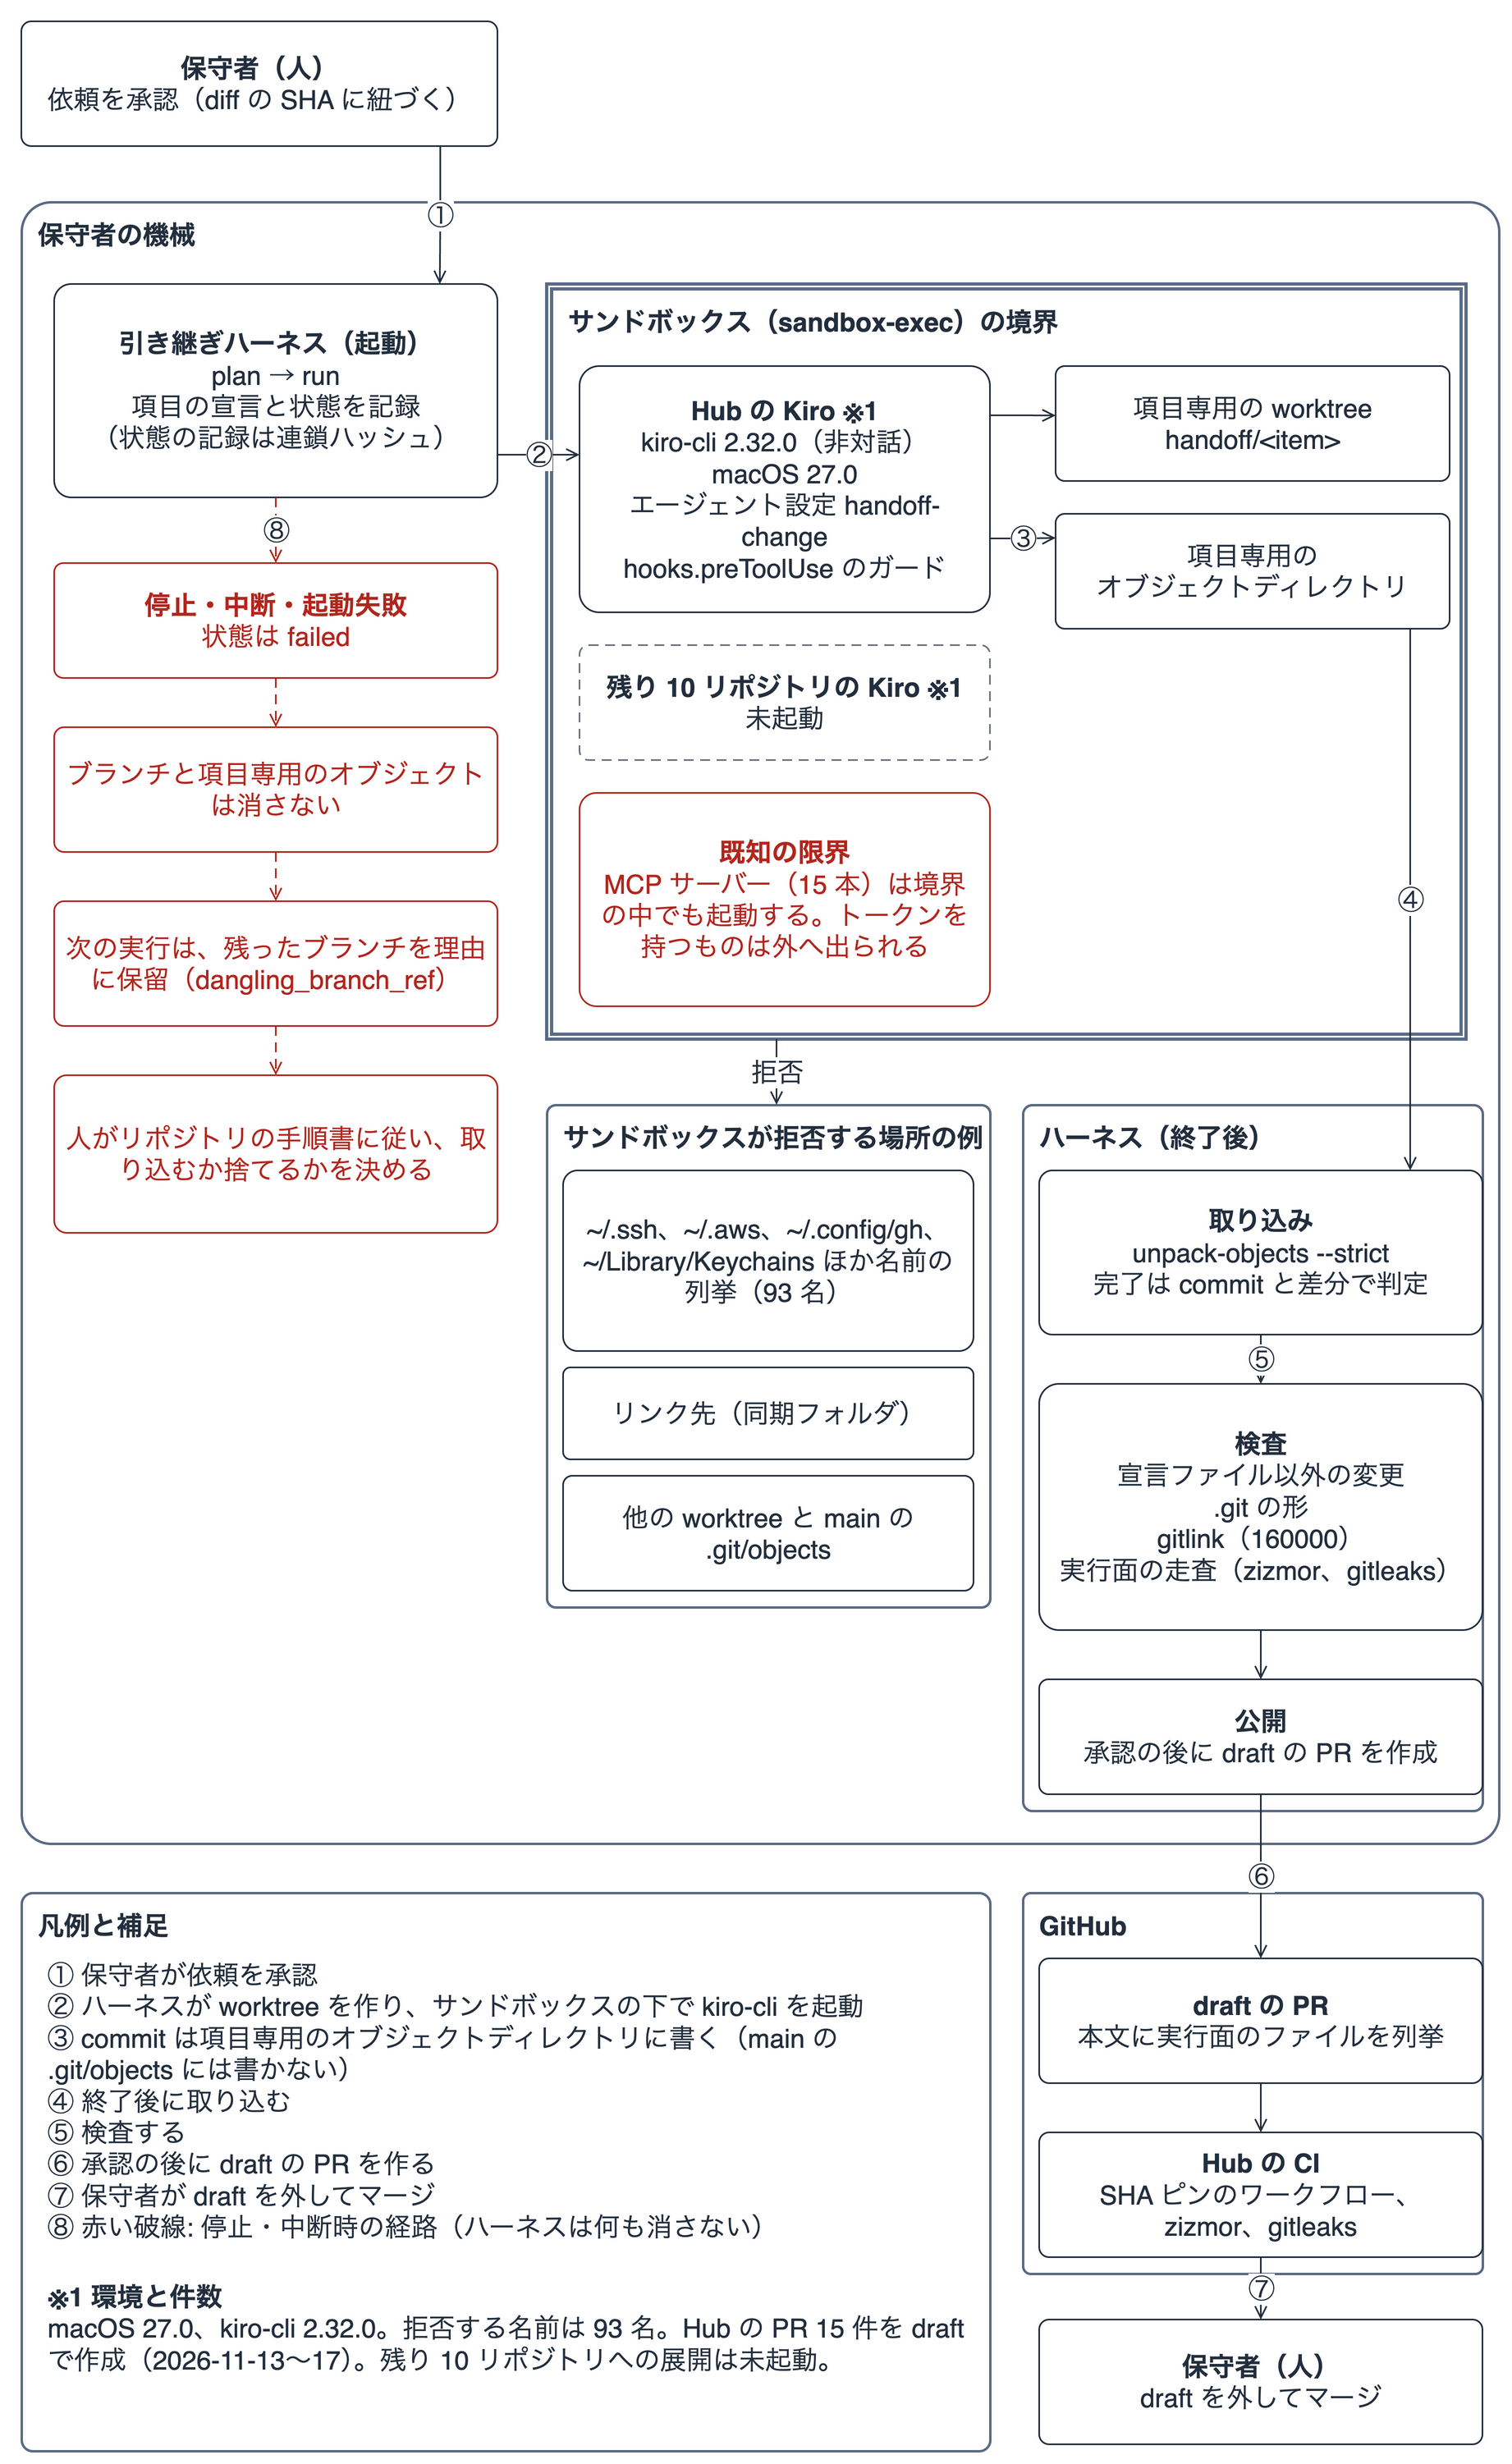 保守者（人）
依頼を承認（diff の SHA に紐づく）
①
保守者の機械
引き継ぎハーネス（起動）
plan → run
項目の宣言と状態を記録
（状態の記録は連鎖ハッシュ）
②
⑧
停止・中断・起動失敗
状態は failed
ブランチと項目専用のオブジェクト
は消さない
次の実行は、残ったブランチを理由
に保留（dangling_branch_ref）
人がリポジトリの手順書に従い、取
り込むか捨てるかを決める
サンドボックス（sandbox-exec）の境界
Hub の Kiro ※1
kiro-cli 2.32.0（非対話）
macOS 27.0
エージェント設定 handoff-
change
hooks.preToolUse のガード
項目専用の worktree
handoff/<item>
③
項目専用の
オブジェクトディレクトリ
残り 10 リポジトリの Kiro ※1
未起動
既知の限界
MCP サーバー（15 本）は境界
の中でも起動する。トークンを
持つものは外へ出られる
④
拒否
サンドボックスが拒否する場所の例
~/.ssh、~/.aws、~/.config/gh、
~/Library/Keychains ほか名前の
列挙（93 名）
リンク先（同期フォルダ）
他の worktree と main の
.git/objects
ハーネス（終了後）
取り込み
unpack-objects --strict
完了は commit と差分で判定
⑤
検査
宣言ファイル以外の変更
.git の形
gitlink（160000）
実行面の走査（zizmor、gitleaks）
公開
承認の後に draft の PR を作成
⑥
凡例と補足
① 保守者が依頼を承認
② ハーネスが worktree を作り、サンドボックスの下で kiro-cli を起動
③ commit は項目専用のオブジェクトディレクトリに書く（main の
.git/objects には書かない）
④ 終了後に取り込む
⑤ 検査する
⑥ 承認の後に draft の PR を作る
⑦ 保守者が draft を外してマージ
⑧ 赤い破線: 停止・中断時の経路（ハーネスは何も消さない）
※1 環境と件数
macOS 27.0、kiro-cli 2.32.0。拒否する名前は 93 名。Hub の PR 15 件を draft
で作成（2026-11-13〜17）。残り 10 リポジトリへの展開は未起動。
GitHub
draft の PR
本文に実行面のファイルを列挙
Hub の CI
SHA ピンのワークフロー、
zizmor、gitleaks
⑦
保守者（人）
draft を外してマージ